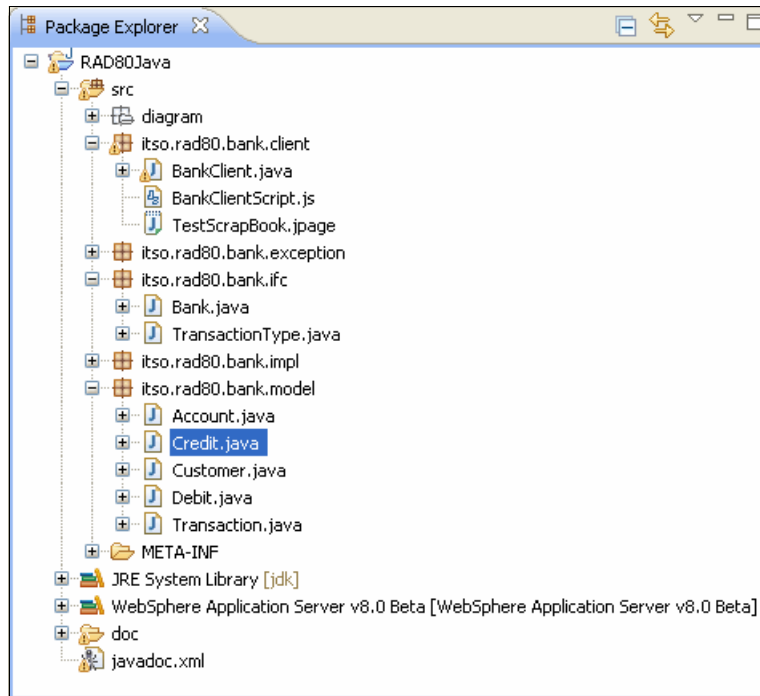 Package Explorer
RAD80Java
src
diagram
itso.rad80.bank.client
BankClient.java
BankClientScript.js
TestScrapBook.jpage
itso.rad80.bank.exception
itso.rad80.bank.ifc
Bank.java
TransactionType.java
itso.rad80.bank.impl
itso.rad80.bank.model
Account.java
Credit.java
Customer.java
Debit.java
Transaction.java
META-INF
JRE System Library [jdk]
WebSphere Application Server v8.0 Beta [WebSphere Application Server v8.0 Beta]
doc
javadoc.xml